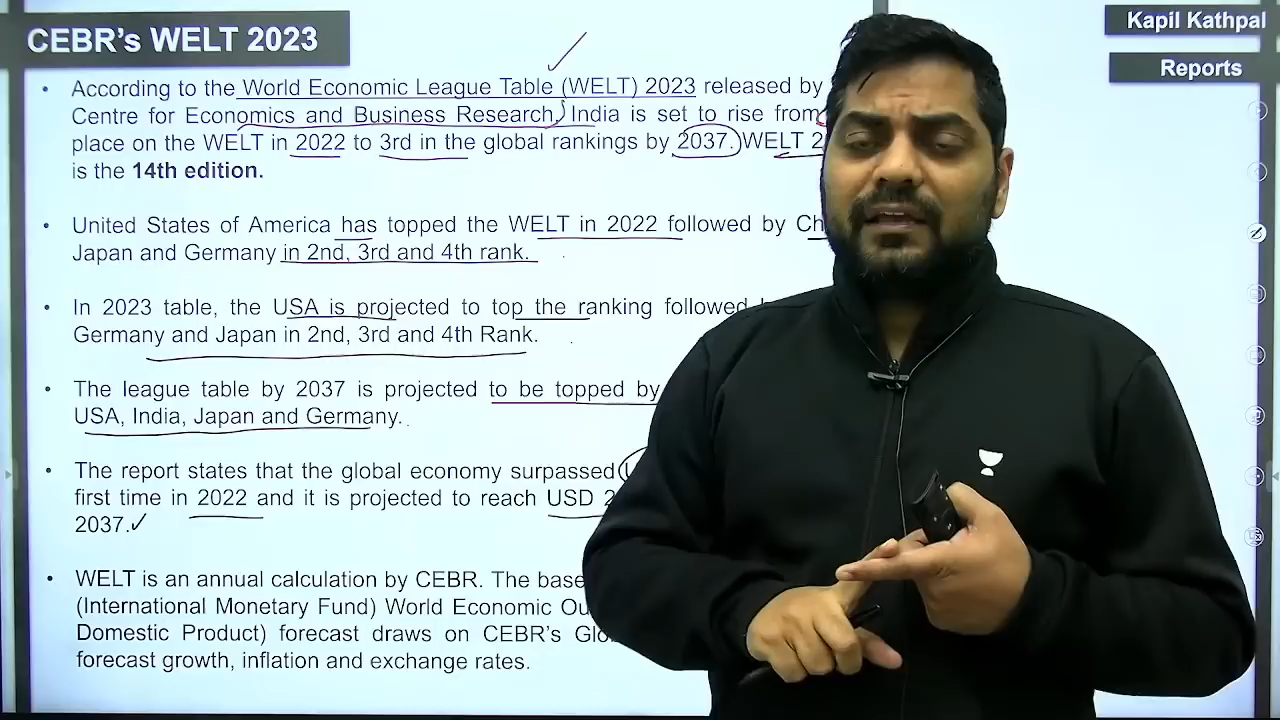 CEBR's WELT 2023
Kapil Kathpal
Reports
• According to the World Economic League Table (WELT) 2023 released by
Centre for Economics and Business Research, India is set to rise from
place on the WELT in 2022 to 3rd in the global rankings by 2037. WELT
is the 14th edition.
• United States of America has topped the WELT in 2022 followed by
Japan and Germany in 2nd, 3rd and 4th rank.
• In 2023 table, the USA is projected to top the ranking followed
Germany and Japan in 2nd, 3rd and 4th Rank.
• The league table by 2037 is projected to be topped by
USA, India, Japan and Germany.
• The report states that the global economy surpassed
first time in 2022 and it is projected to reach USD
2037.
• WELT is an annual calculation by CEBR. The base
(International Monetary Fund) World Economic
Domestic Product) forecast draws on CEBR's
forecast growth, inflation and exchange rates.